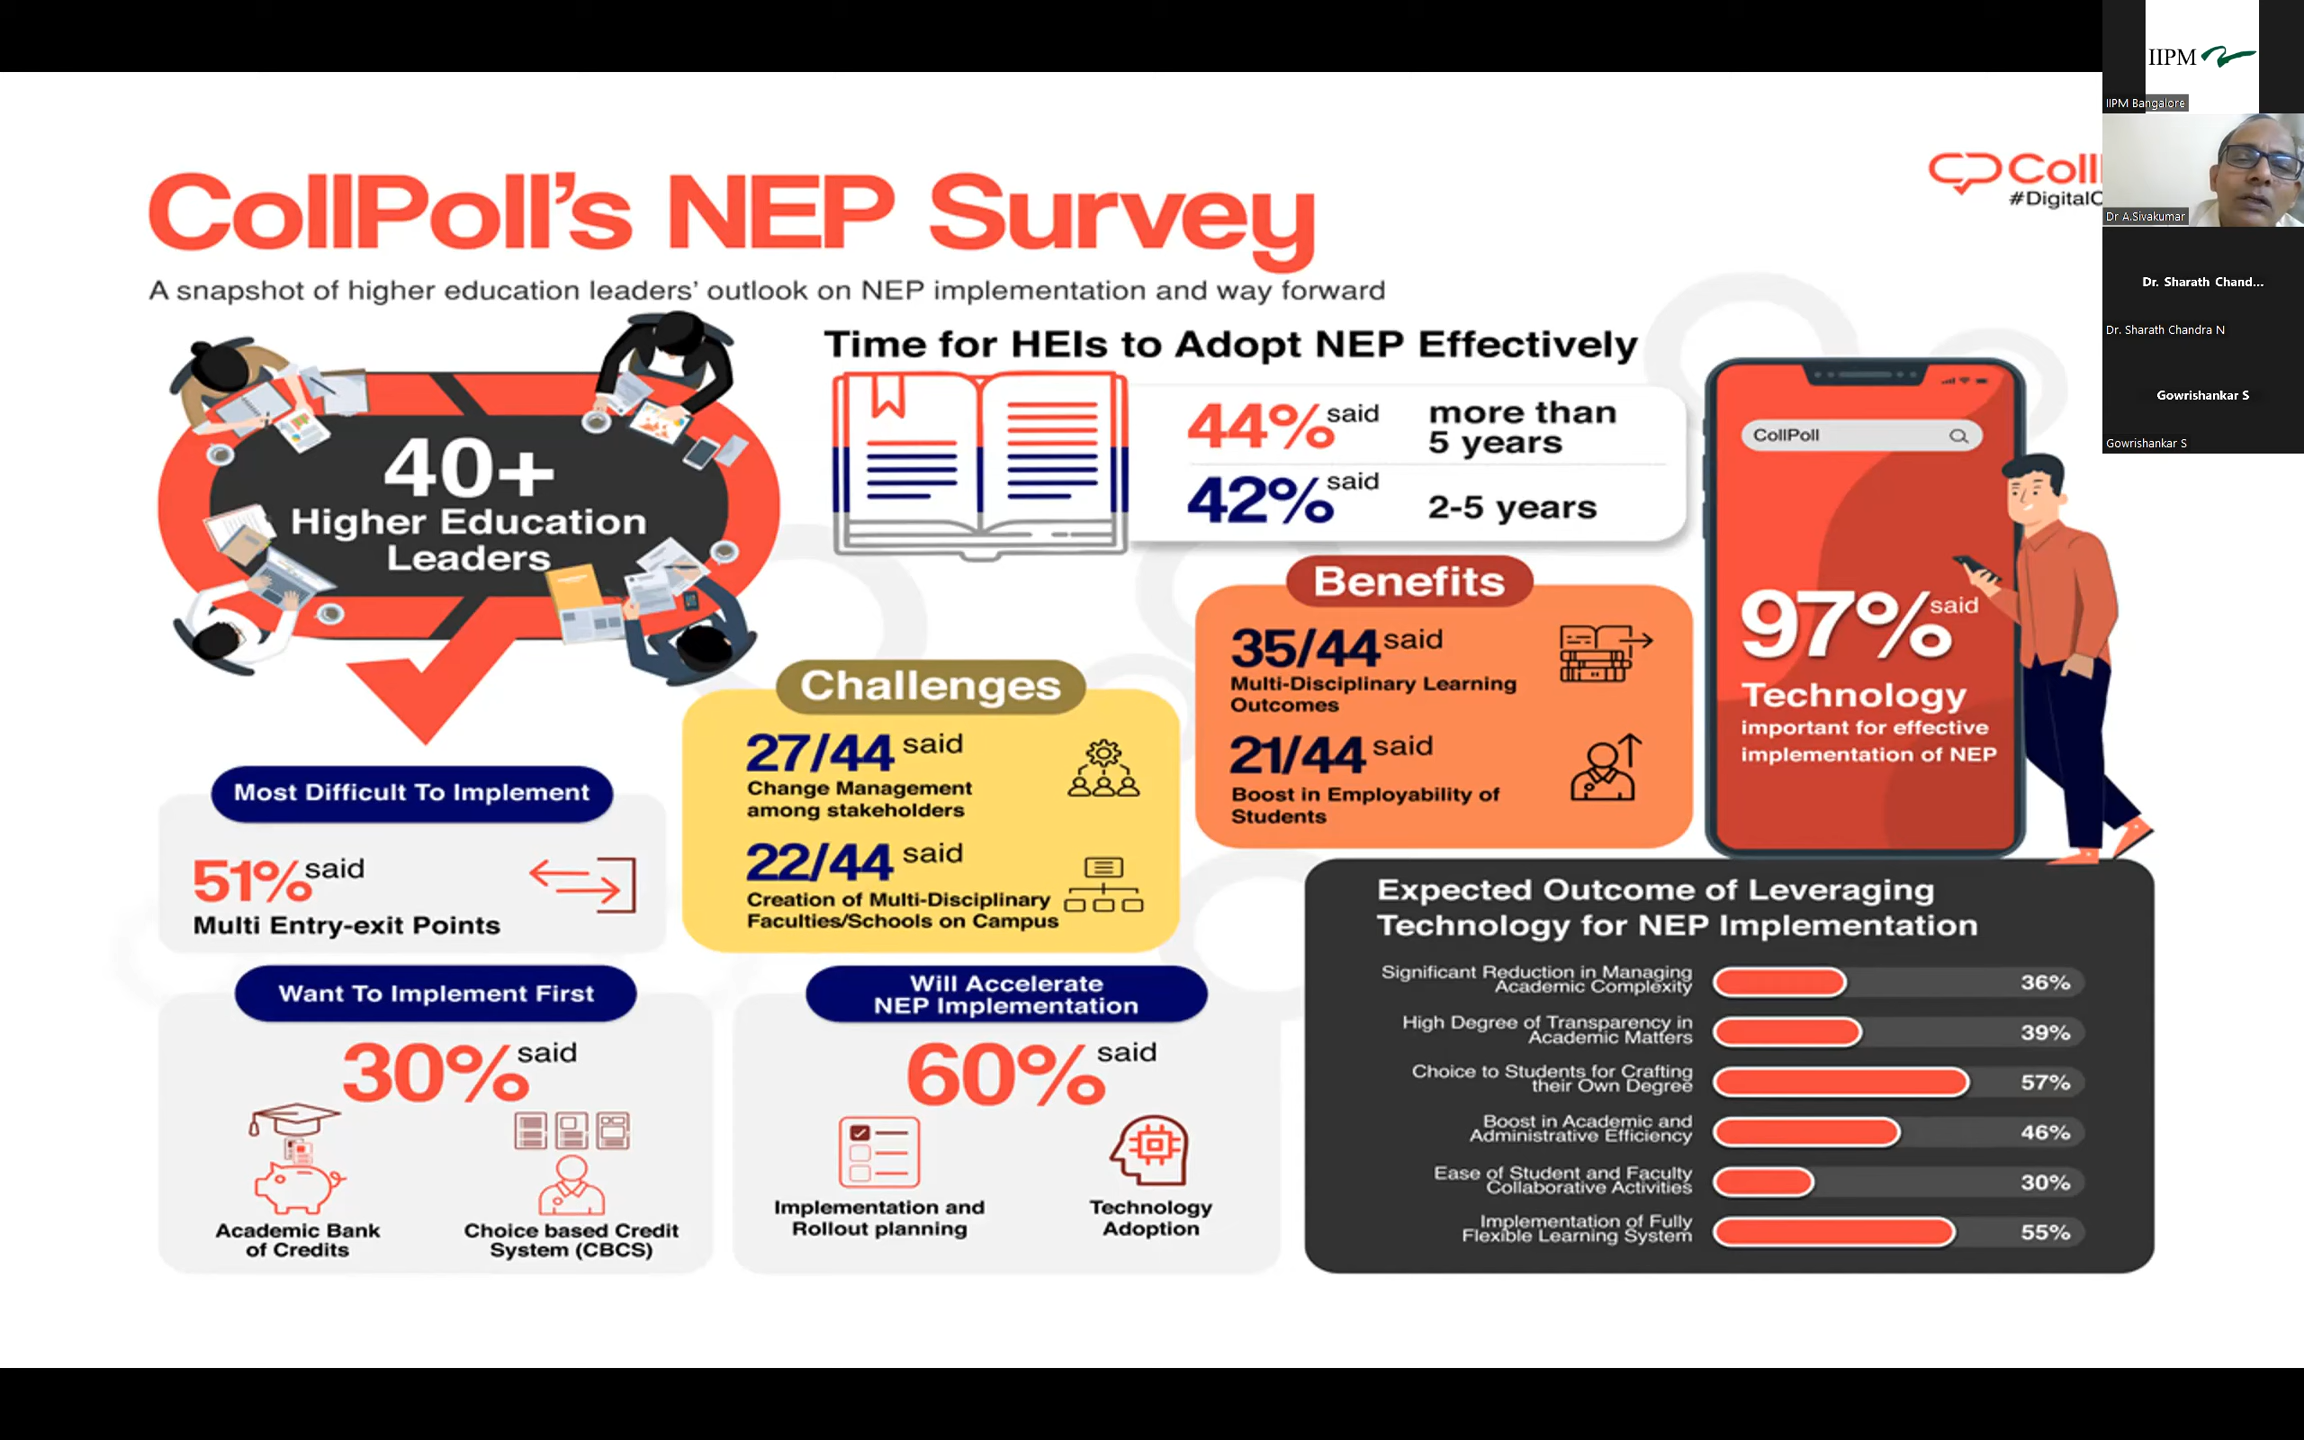 CollPoll's NEP Survey
A snapshot of higher education leaders' outlook on NEP implementation and way forward
40+
Higher Education
Leaders
Time for HEIs to Adopt NEP Effectively
44% said more than
5 years
42% said 2-5 years
Most Difficult To Implement
51% said
Multi Entry-exit Points
Challenges
27/44 said
Change Management
among stakeholders
22/44 said
Creation of Multi-Disciplinary
Faculties/Schools on Campus
Benefits
35/44 said
Multi-Disciplinary Learning
Outcomes
21/44 said
Boost in Employability of
Students
CollPoll
97% said
Technology
important for effective
implementation of NEP
Want To Implement First
30% said
Academic Bank
of Credits
Choice based Credit
System (CBCS)
Will Accelerate
NEP Implementation
60% said
Implementation and
Rollout planning
Technology
Adoption
Expected Outcome of Leveraging
Technology for NEP Implementation
Significant Reduction in Managing
Academic Complexity 36%
High Degree of Transparency in
Academic Matters 39%
Choice to Students for Crafting
their Own Degree 57%
Boost in Academic and
Administrative Efficiency 46%
Ease of Student and Faculty
Collaborative Activities 30%
Implementation of Fully
Flexible Learning System 55%
IIPM
IIPM Bangalore
Dr A.Sivakumar
Dr. Sharath Chand...
Dr. Sharath Chandra N
Gowrishankar S
Gowrishankar S